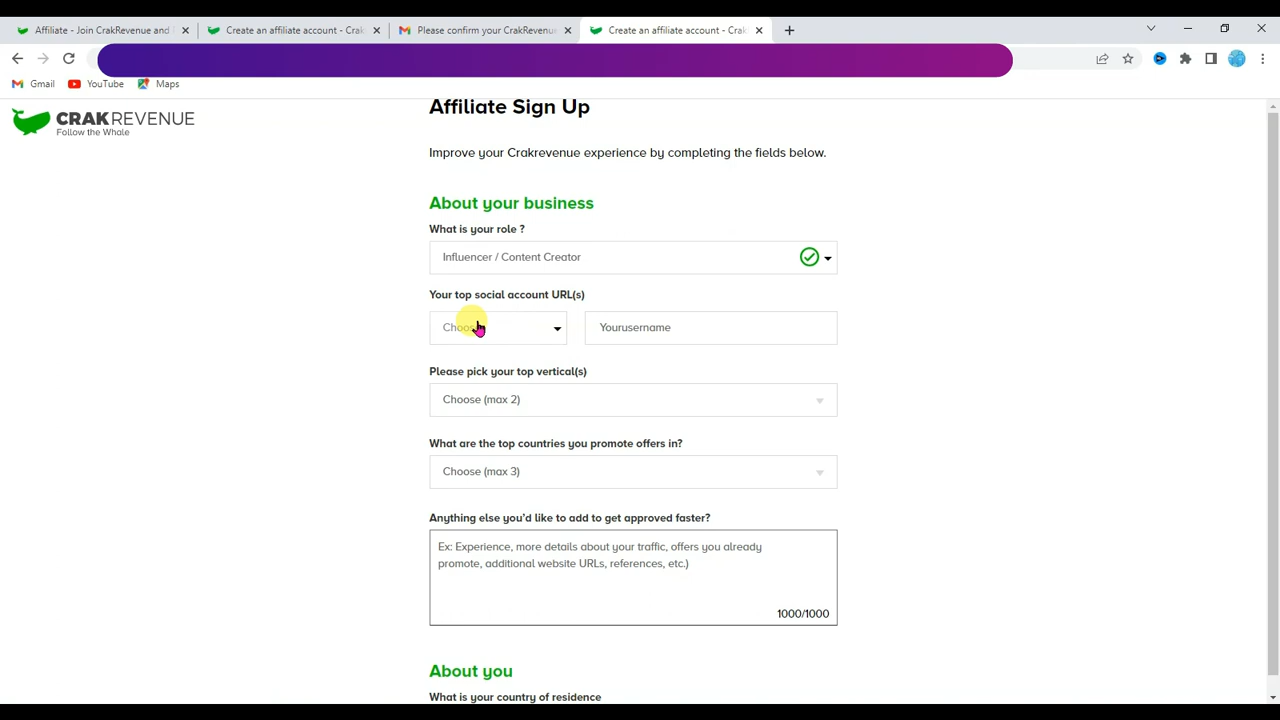 Affiliate - Join CrakRevenue and
Create an affiliate account - Crak
Please confirm your CrakRevenue
Create an affiliate account - Crak
Gmail
YouTube
Maps
CRAKREVENUE
Follow the Whale
Affiliate Sign Up
Improve your Crakrevenue experience by completing the fields below.
About your business
What is your role ?
Influencer / Content Creator
Your top social account URL(s)
Yourusername
Please pick your top vertical(s)
Choose (max 2)
What are the top countries you promote offers in?
Choose (max 3)
Anything else you'd like to add to get approved faster?
Ex: Experience, more details about your traffic, offers you already
promote, additional website URLs, references, etc.)
1000/1000
About you
What is your country of residence